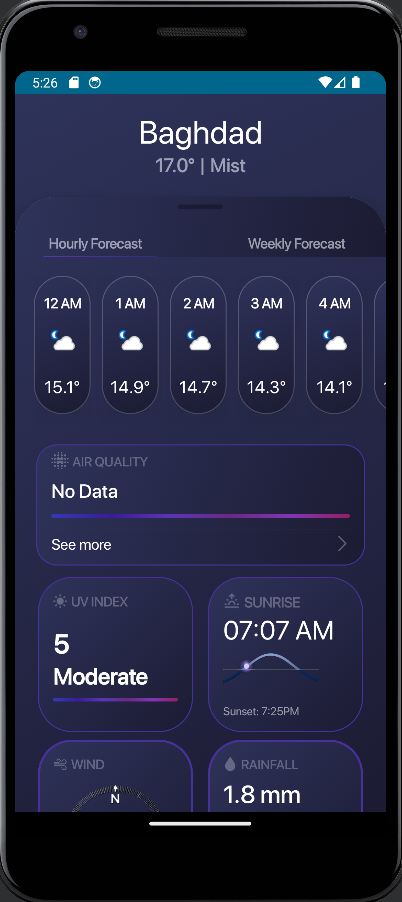 5:26
Baghdad
17.0° | Mist
Hourly Forecast Weekly Forecast
12 AM 1 AM 2 AM 3 AM 4 AM
15.1° 14.9° 14.7° 14.3° 14.1°
AIR QUALITY
No Data
See more
UV INDEX
5
Moderate
SUNRISE
07:07 AM
Sunset: 7:25PM
WIND
N
RAINFALL
1.8 mm